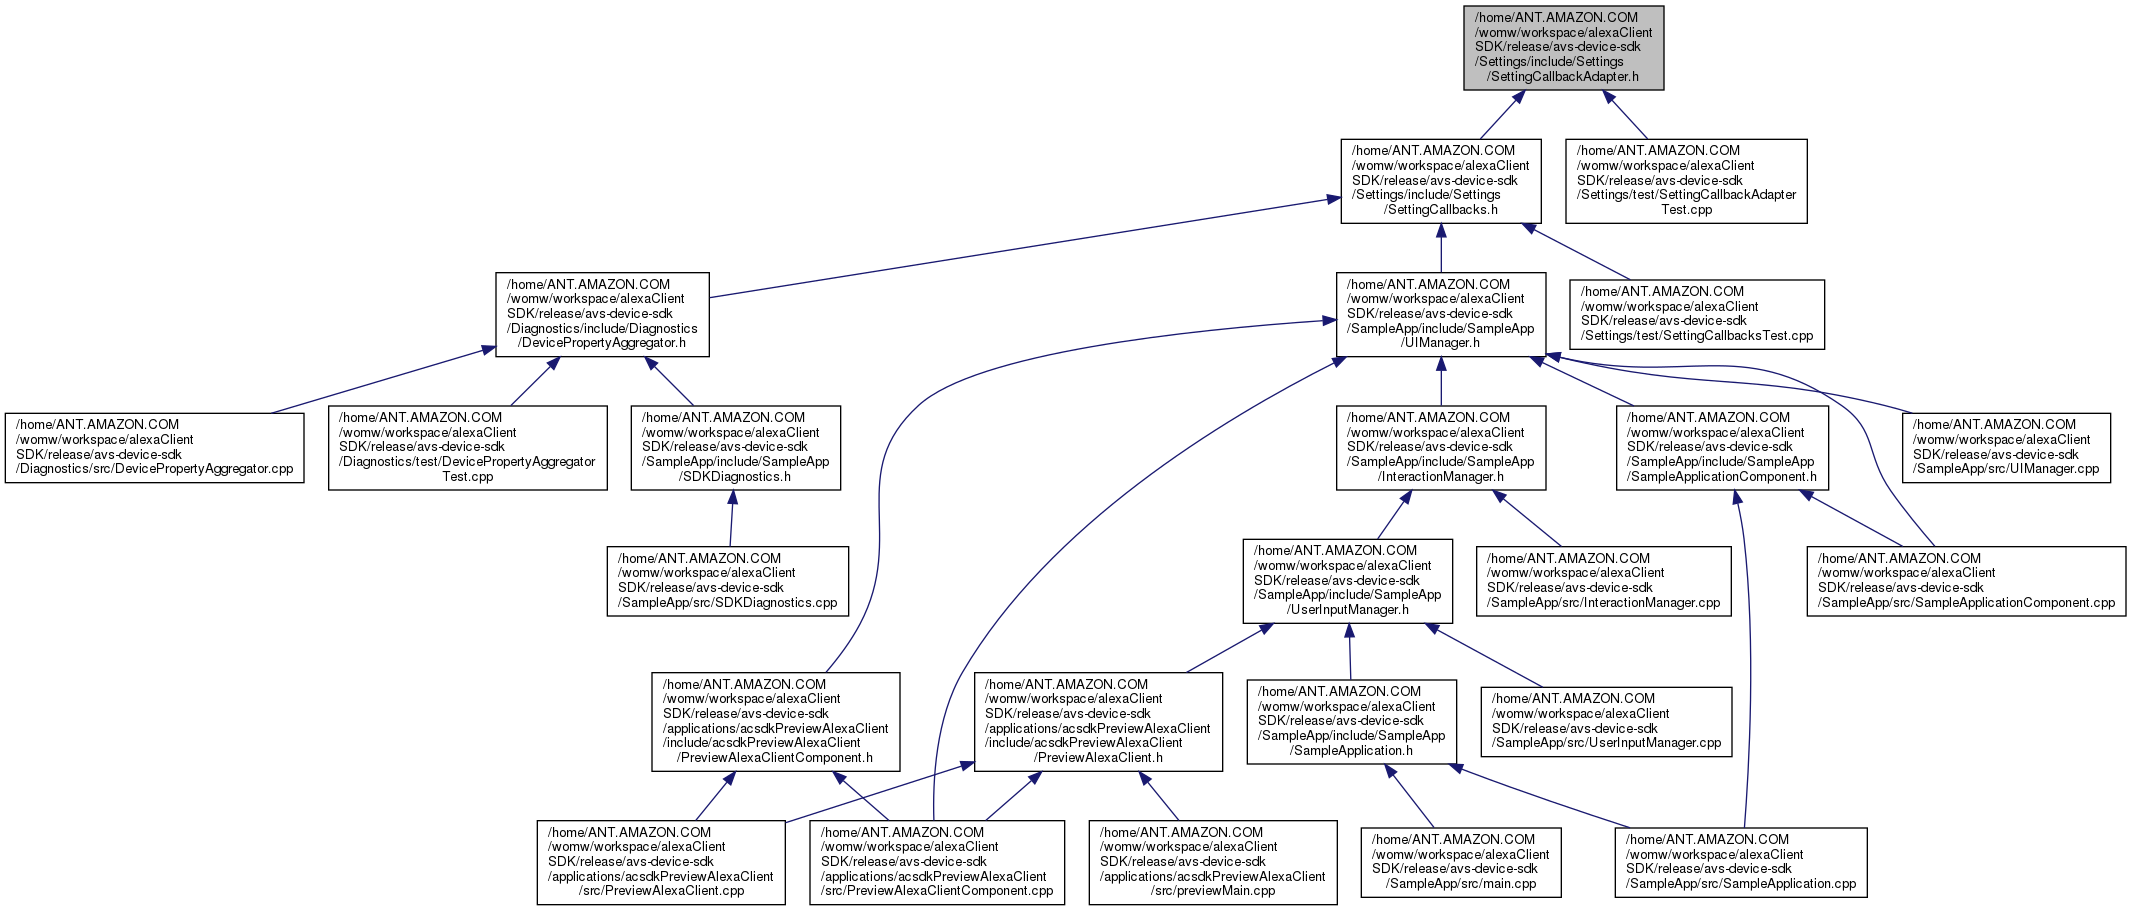 /home/ANT.AMAZON.COM
/womw/workspace/alexaClient
SDK/release/avs-device-sdk
/Settings/include/Settings
/SettingCallbackAdapter.h
/home/ANT.AMAZON.COM
/womw/workspace/alexaClient
SDK/release/avs-device-sdk
/Settings/include/Settings
/SettingCallbacks.h
/home/ANT.AMAZON.COM
/womw/workspace/alexaClient
SDK/release/avs-device-sdk
/Settings/test/SettingCallbackAdapter
Test.cpp
/home/ANT.AMAZON.COM
/womw/workspace/alexaClient
SDK/release/avs-device-sdk
/Diagnostics/include/Diagnostics
/DevicePropertyAggregator.h
/home/ANT.AMAZON.COM
/womw/workspace/alexaClient
SDK/release/avs-device-sdk
/SampleApp/include/SampleApp
/UIManager.h
/home/ANT.AMAZON.COM
/womw/workspace/alexaClient
SDK/release/avs-device-sdk
/Settings/test/SettingCallbacksTest.cpp
/home/ANT.AMAZON.COM
/womw/workspace/alexaClient
SDK/release/avs-device-sdk
/Diagnostics/src/DevicePropertyAggregator.cpp
/home/ANT.AMAZON.COM
/womw/workspace/alexaClient
SDK/release/avs-device-sdk
/Diagnostics/test/DevicePropertyAggregator
Test.cpp
/home/ANT.AMAZON.COM
/womw/workspace/alexaClient
SDK/release/avs-device-sdk
/SampleApp/include/SampleApp
/SDKDiagnostics.h
/home/ANT.AMAZON.COM
/womw/workspace/alexaClient
SDK/release/avs-device-sdk
/SampleApp/include/SampleApp
/InteractionManager.h
/home/ANT.AMAZON.COM
/womw/workspace/alexaClient
SDK/release/avs-device-sdk
/SampleApp/include/SampleApp
/SampleApplicationComponent.h
/home/ANT.AMAZON.COM
/womw/workspace/alexaClient
SDK/release/avs-device-sdk
/SampleApp/src/UIManager.cpp
/home/ANT.AMAZON.COM
/womw/workspace/alexaClient
SDK/release/avs-device-sdk
/SampleApp/src/SDKDiagnostics.cpp
/home/ANT.AMAZON.COM
/womw/workspace/alexaClient
SDK/release/avs-device-sdk
/SampleApp/include/SampleApp
/UserInputManager.h
/home/ANT.AMAZON.COM
/womw/workspace/alexaClient
SDK/release/avs-device-sdk
/SampleApp/src/InteractionManager.cpp
/home/ANT.AMAZON.COM
/womw/workspace/alexaClient
SDK/release/avs-device-sdk
/SampleApp/src/SampleApplicationComponent.cpp
/home/ANT.AMAZON.COM
/womw/workspace/alexaClient
SDK/release/avs-device-sdk
/applications/acsdkPreviewAlexaClient
/include/acsdkPreviewAlexaClient
/PreviewAlexaClientComponent.h
/home/ANT.AMAZON.COM
/womw/workspace/alexaClient
SDK/release/avs-device-sdk
/applications/acsdkPreviewAlexaClient
/include/acsdkPreviewAlexaClient
/PreviewAlexaClient.h
/home/ANT.AMAZON.COM
/womw/workspace/alexaClient
SDK/release/avs-device-sdk
/SampleApp/include/SampleApp
/SampleApplication.h
/home/ANT.AMAZON.COM
/womw/workspace/alexaClient
SDK/release/avs-device-sdk
/SampleApp/src/UserInputManager.cpp
/home/ANT.AMAZON.COM
/womw/workspace/alexaClient
SDK/release/avs-device-sdk
/applications/acsdkPreviewAlexaClient
/src/PreviewAlexaClient.cpp
/home/ANT.AMAZON.COM
/womw/workspace/alexaClient
SDK/release/avs-device-sdk
/applications/acsdkPreviewAlexaClient
/src/PreviewAlexaClientComponent.cpp
/home/ANT.AMAZON.COM
/womw/workspace/alexaClient
SDK/release/avs-device-sdk
/applications/acsdkPreviewAlexaClient
/src/previewMain.cpp
/home/ANT.AMAZON.COM
/womw/workspace/alexaClient
SDK/release/avs-device-sdk
/SampleApp/src/main.cpp
/home/ANT.AMAZON.COM
/womw/workspace/alexaClient
SDK/release/avs-device-sdk
/SampleApp/src/SampleApplication.cpp